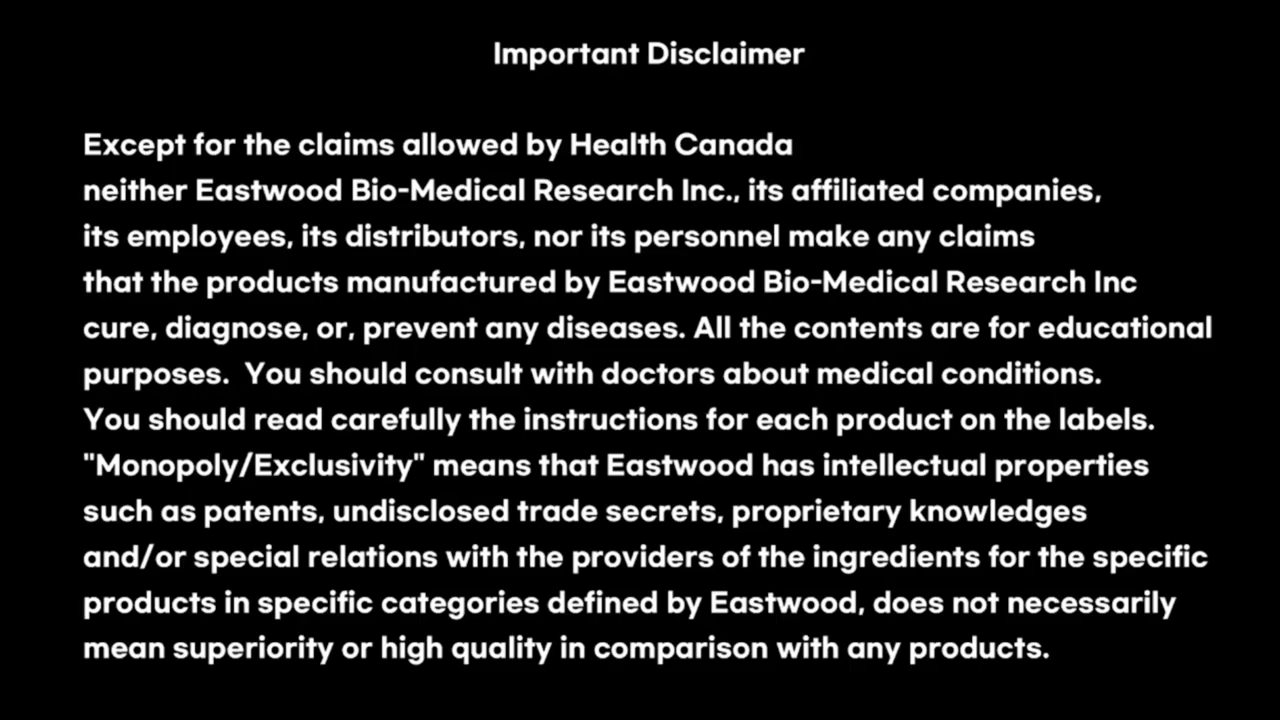 Important Disclaimer
Except for the claims allowed by Health Canada
neither Eastwood Bio-Medical Research Inc., its affiliated companies,
its employees, its distributors, nor its personnel make any claims
that the products manufactured by Eastwood Bio-Medical Research Inc
cure, diagnose, or, prevent any diseases. All the contents are for educational
purposes.  You should consult with doctors about medical conditions.
You should read carefully the instructions for each product on the labels.
"Monopoly/Exclusivity" means that Eastwood has intellectual properties
such as patents, undisclosed trade secrets, proprietary knowledges
and/or special relations with the providers of the ingredients for the specific
products in specific categories defined by Eastwood, does not necessarily
mean superiority or high quality in comparison with any products.